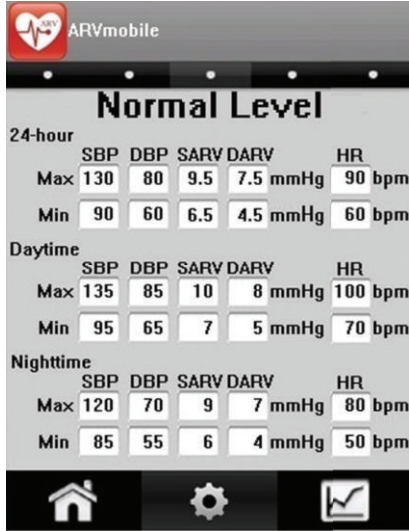 ARV
ARVmobile
Normal Level
24-hour
SBP DBP SARV DARV HR
Max 130 80 9.5 7.5 mmHg 90 bpm
Min 90 60 6.5 4.5 mmHg 60 bpm
Daytime
SBP DBP SARV DARV HR
Max 135 85 10 8 mmHg 100 bpm
Min 95 65 7 5 mmHg 70 bpm
Nighttime
SBP DBP SARV DARV HR
Max 120 70 9 7 mmHg 80 bpm
Min 85 55 6 4 mmHg 50 bpm